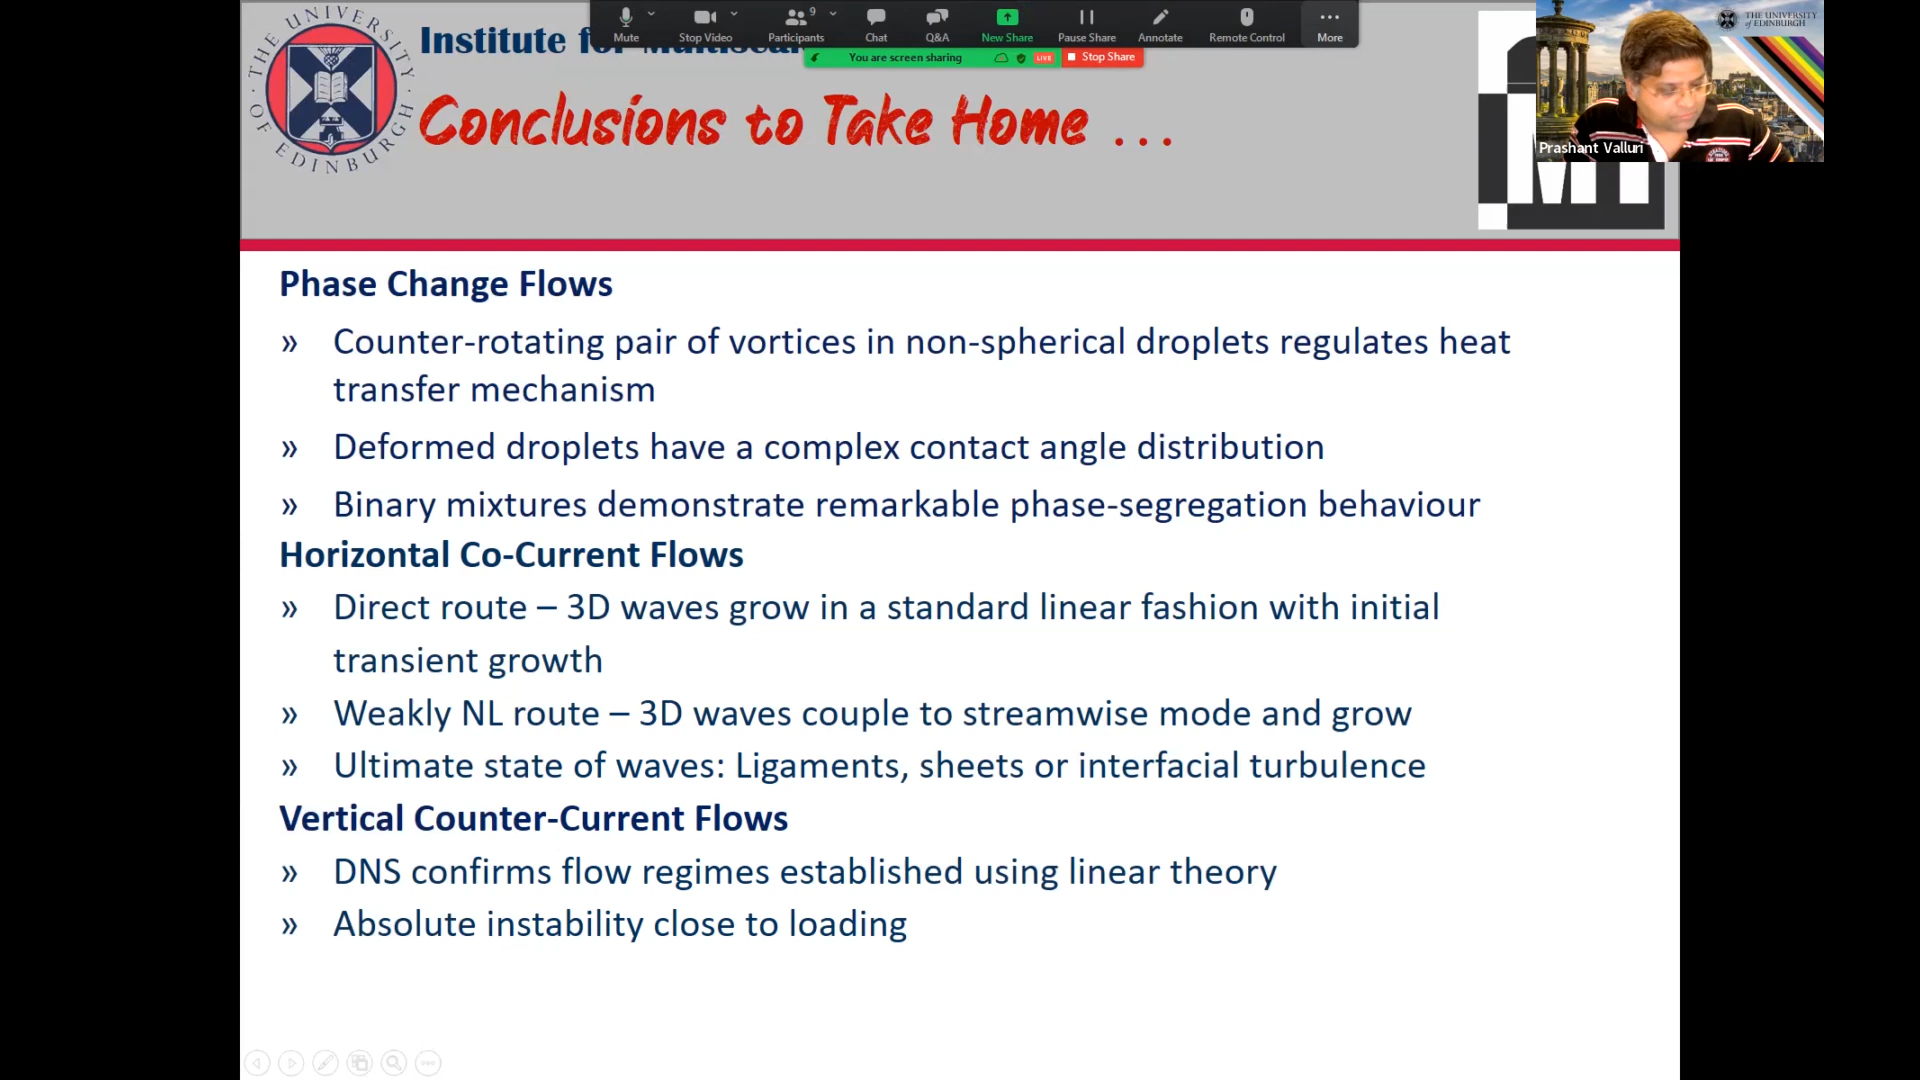 THE UNIVERSITY OF EDINBURGH
Institute for
Mute
Stop Video
9
Participants
Chat
Q&A
New Share
Pause Share
Annotate
Remote Control
More
You are screen sharing
LIVE
Stop Share
Conclusions to Take Home ...
THE UNIVERSITY
of EDINBURGH
Prashant Valluri
Phase Change Flows
» Counter-rotating pair of vortices in non-spherical droplets regulates heat
transfer mechanism
» Deformed droplets have a complex contact angle distribution
» Binary mixtures demonstrate remarkable phase-segregation behaviour
Horizontal Co-Current Flows
» Direct route – 3D waves grow in a standard linear fashion with initial
transient growth
» Weakly NL route – 3D waves couple to streamwise mode and grow
» Ultimate state of waves: Ligaments, sheets or interfacial turbulence
Vertical Counter-Current Flows
» DNS confirms flow regimes established using linear theory
» Absolute instability close to loading